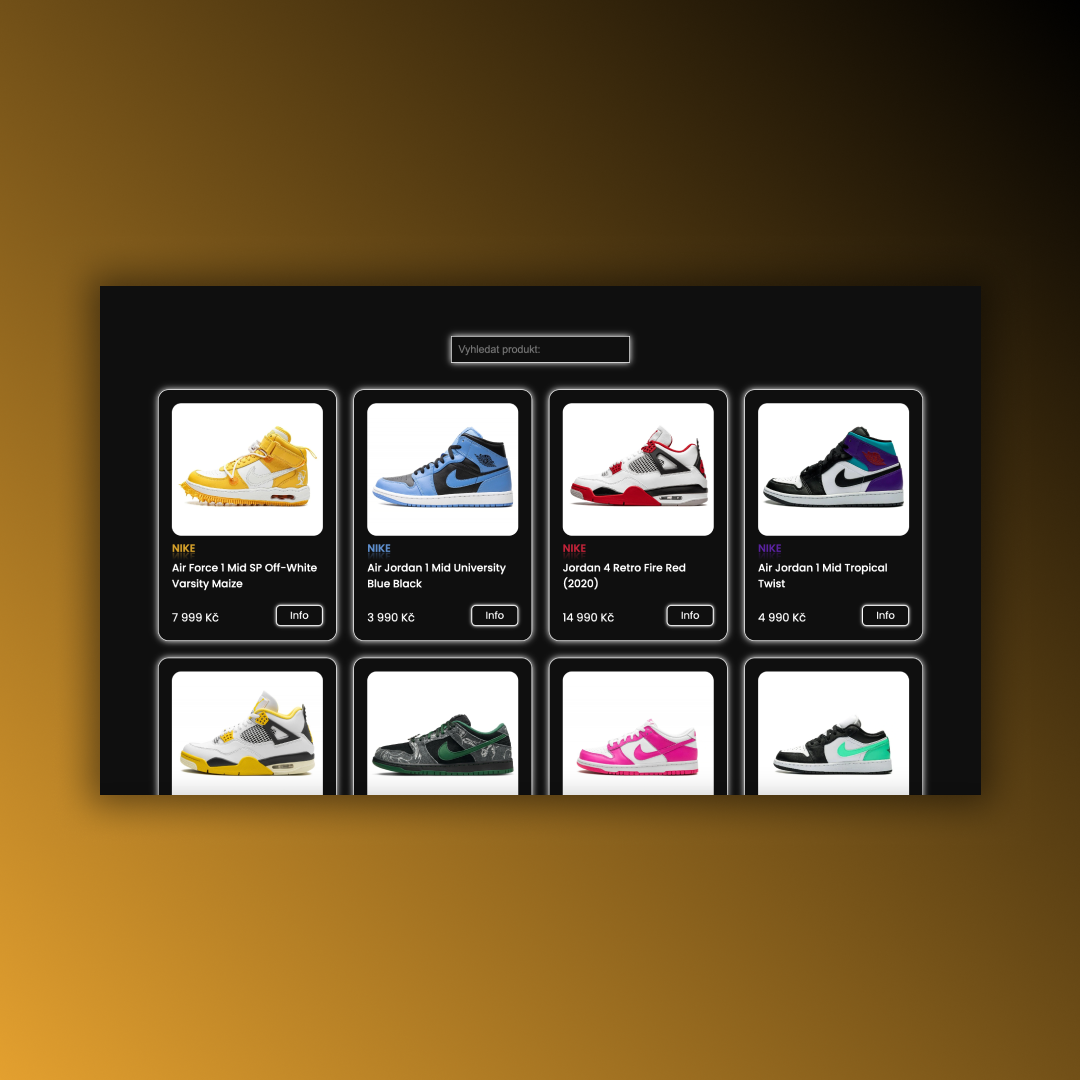 Vyhledat produkt:
NIKE
Air Force 1 Mid SP Off-White
Varsity Maize
7 999 Kč
Info
NIKE
Air Jordan 1 Mid University
Blue Black
3 990 Kč
Info
NIKE
Jordan 4 Retro Fire Red
(2020)
14 990 Kč
Info
NIKE
Air Jordan 1 Mid Tropical
Twist
4 990 Kč
Info